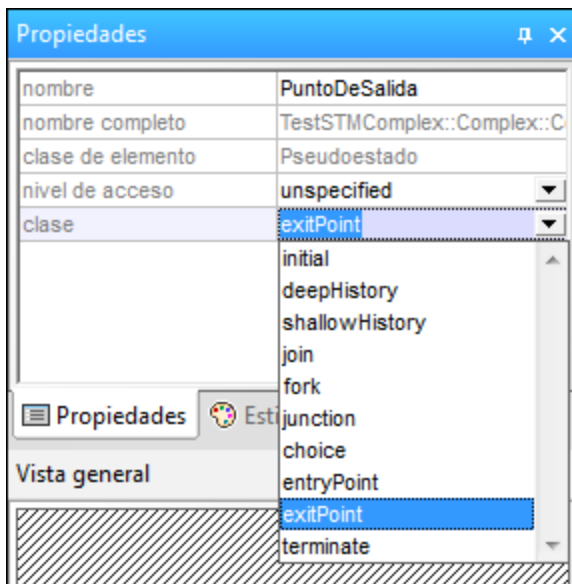 Propiedades
nombre PuntoDeSalida
nombre completo TestSTMComplex::Complex::C
clase de elemento Pseudoestado
nivel de acceso unspecified
clase exitPoint
initial
deepHistory
shallowHistory
join
fork
Propiedades Esti junction
choice
Vista general entryPoint
exitPoint
terminate